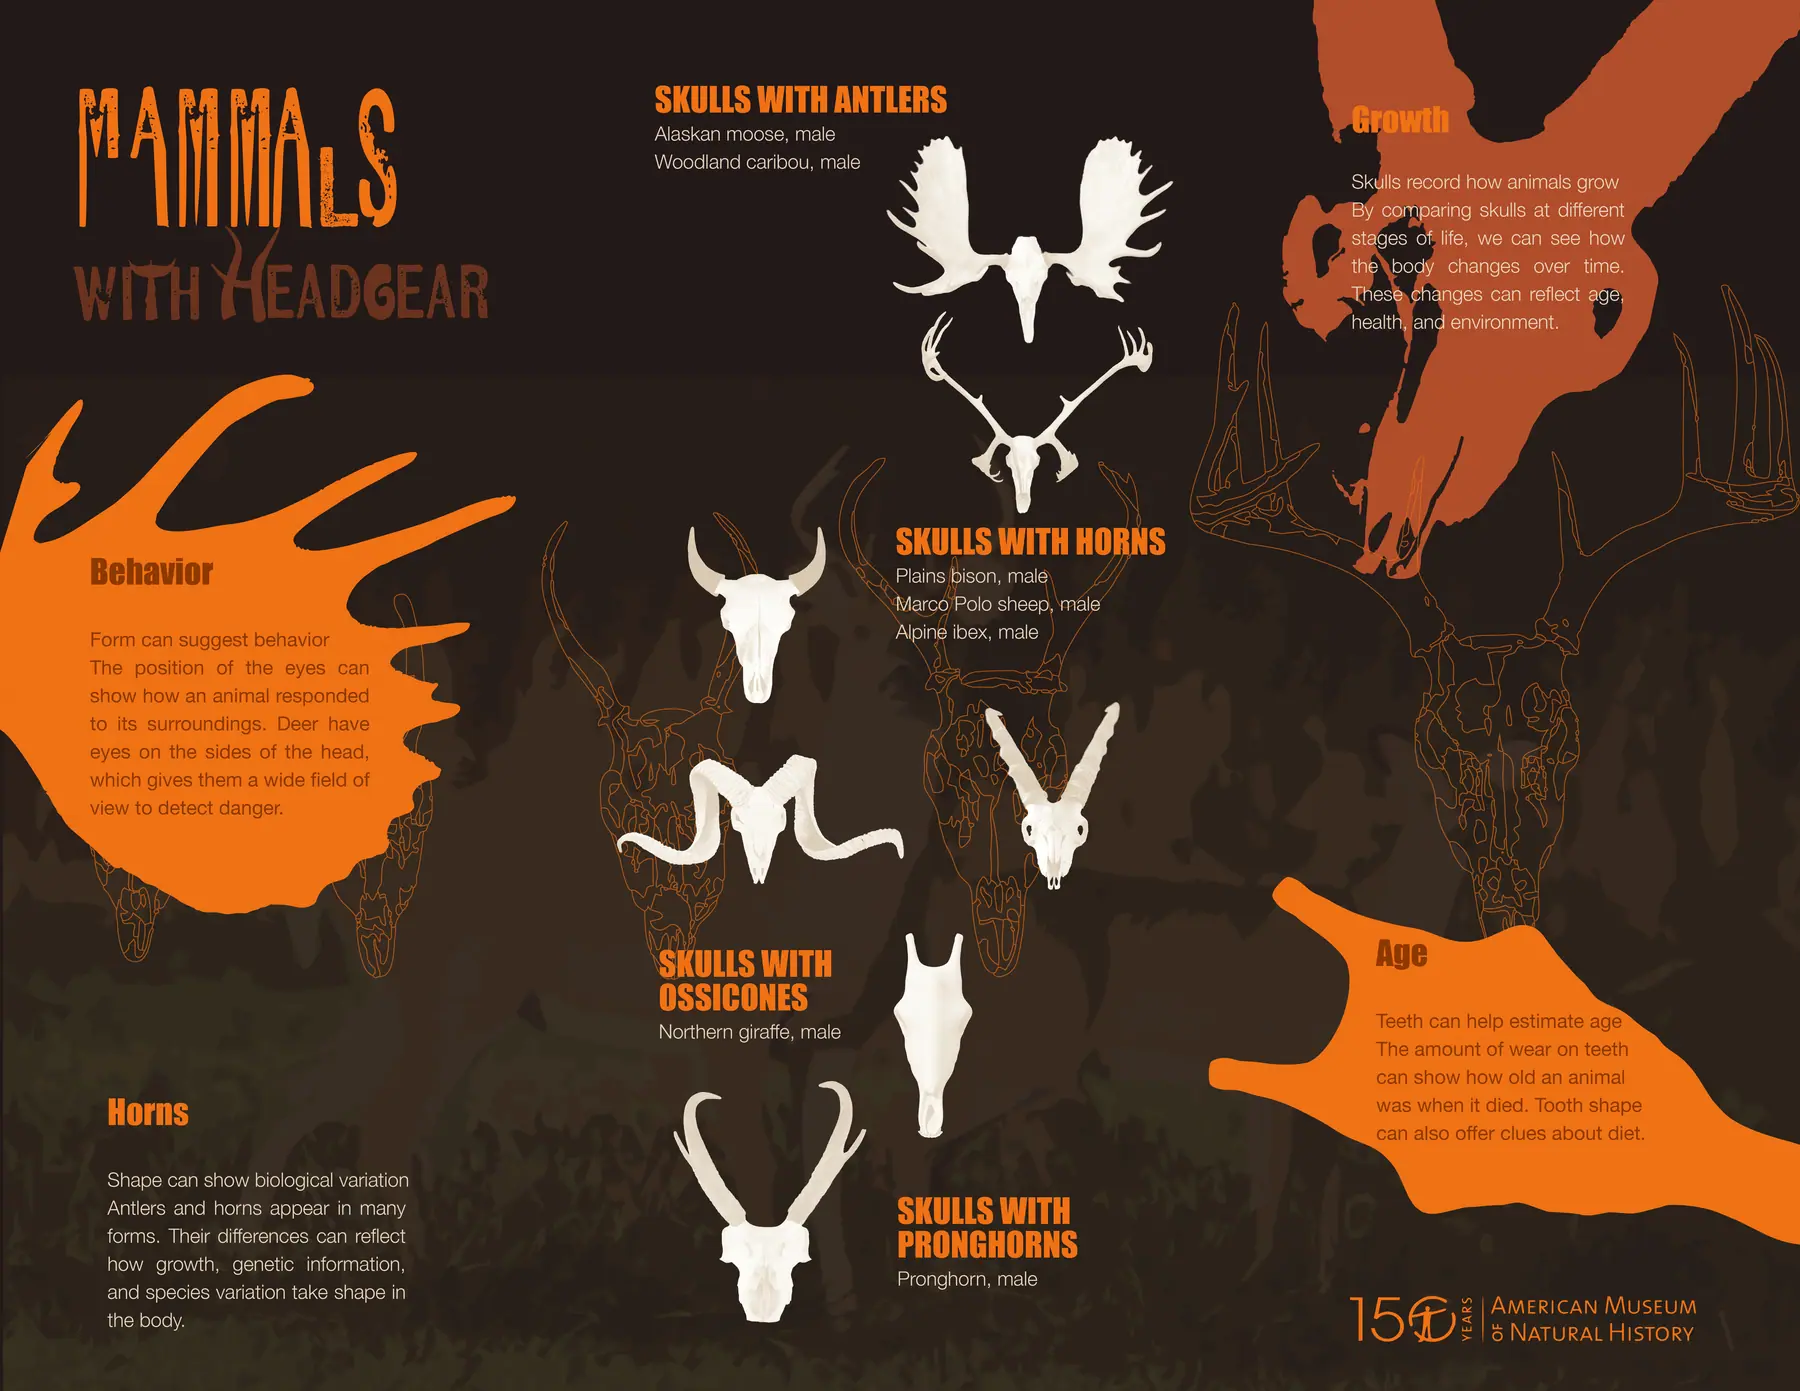 MAMMALS
WITH HEADGEAR
SKULLS WITH ANTLERS
Alaskan moose, male
Woodland caribou, male
Growth
Skulls record how animals grow
By comparing skulls at different
stages of life, we can see how
the body changes over time.
These changes can reflect age,
health, and environment.
Behavior
Form can suggest behavior
The position of the eyes can
show how an animal responded
to its surroundings. Deer have
eyes on the sides of the head,
which gives them a wide field of
view to detect danger.
SKULLS WITH HORNS
Plains bison, male
Marco Polo sheep, male
Alpine ibex, male
SKULLS WITH
OSSICONES
Northern giraffe, male
Age
Teeth can help estimate age
The amount of wear on teeth
can show how old an animal
was when it died. Tooth shape
can also offer clues about diet.
Horns
Shape can show biological variation
Antlers and horns appear in many
forms. Their differences can reflect
how growth, genetic information,
and species variation take shape in
the body.
SKULLS WITH
PRONGHORNS
Pronghorn, male
150 YEARS
AMERICAN MUSEUM
OF NATURAL HISTORY